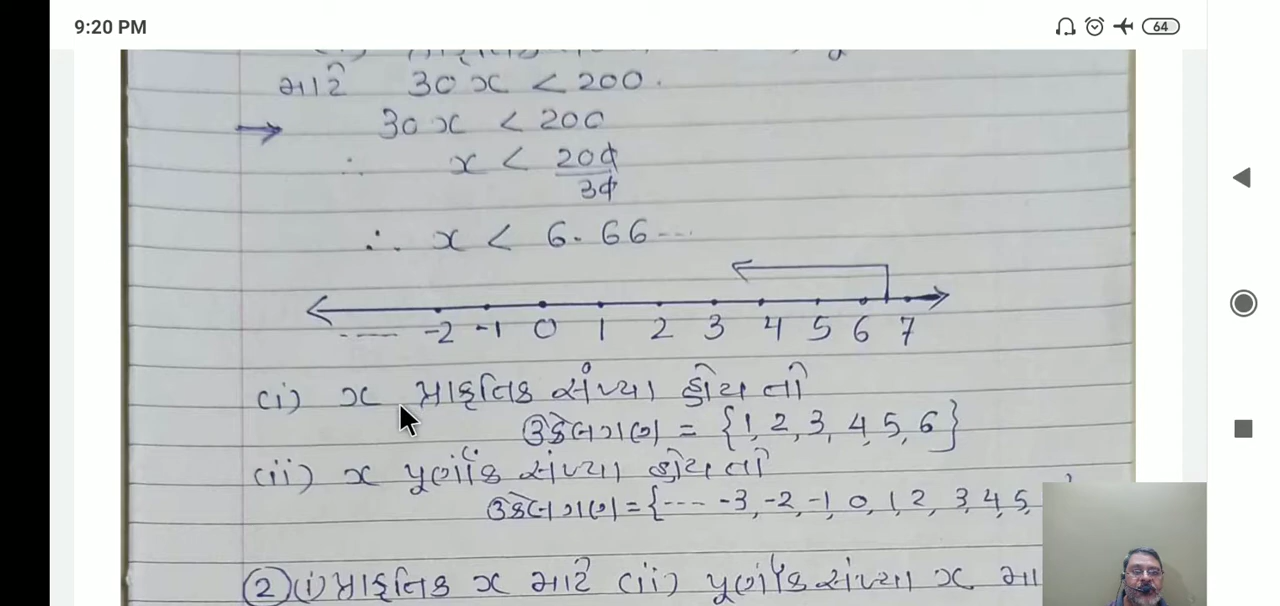 9:20 PM
64
માટે 30x < 200.
→ 30x < 200
∴ x < 200/30
∴ x < 6.66...
---- -2 -1 0 1 2 3 4 5 6 7
(i) x પ્રાકૃતિક સંખ્યા હોય તો
ઉકેલગણ = {1, 2, 3, 4, 5, 6}
(ii) x પૂર્ણાંક સંખ્યા હોય તો
ઉકેલગણ = {---- -3, -2, -1, 0, 1, 2, 3, 4, 5,
(2) (i) પ્રાકૃતિક x માટે (ii) પૂર્ણાંક સંખ્યા x મા